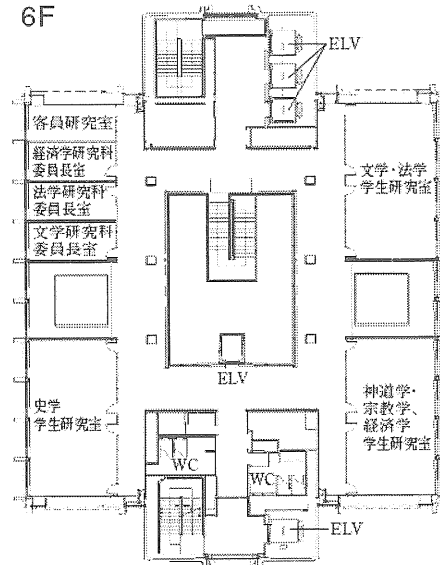 6F
ELV
客員研究室
経済学研究科
委員長室
法学研究科
委員長室
文学研究科
委員長室
文学・法学
学生研究室
ELV
史学
学生研究室
神道学・
宗教学、
経済学
学生研究室
WC
WC
ELV